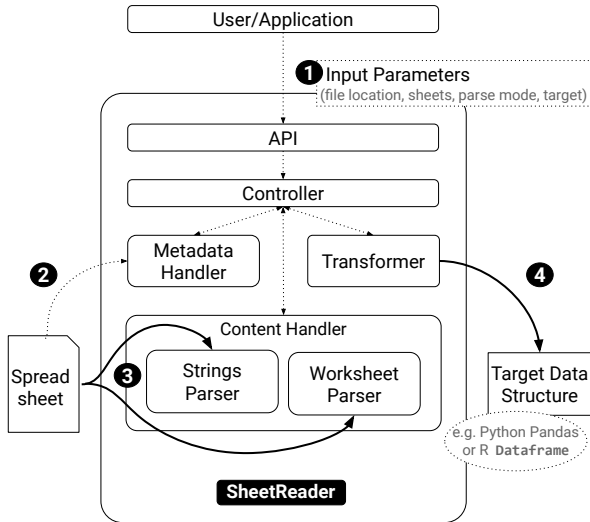 User/Application
1 Input Parameters
(file location, sheets, parse mode, target)
API
Controller
Metadata
Handler
Transformer
2
4
Content Handler
Spread
sheet
3
Strings
Parser
Worksheet
Parser
Target Data
Structure
e.g. Python Pandas
or R Dataframe
SheetReader